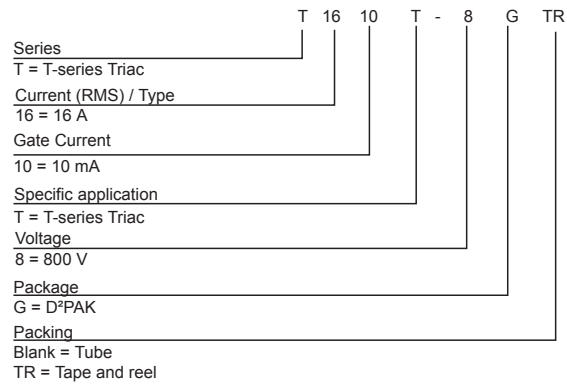 T 16 10 T - 8 G TR
Series
T = T-series Triac
Current (RMS) / Type
16 = 16 A
Gate Current
10 = 10 mA
Specific application
T = T-series Triac
Voltage
8 = 800 V
Package
G = D²PAK
Packing
Blank = Tube
TR = Tape and reel